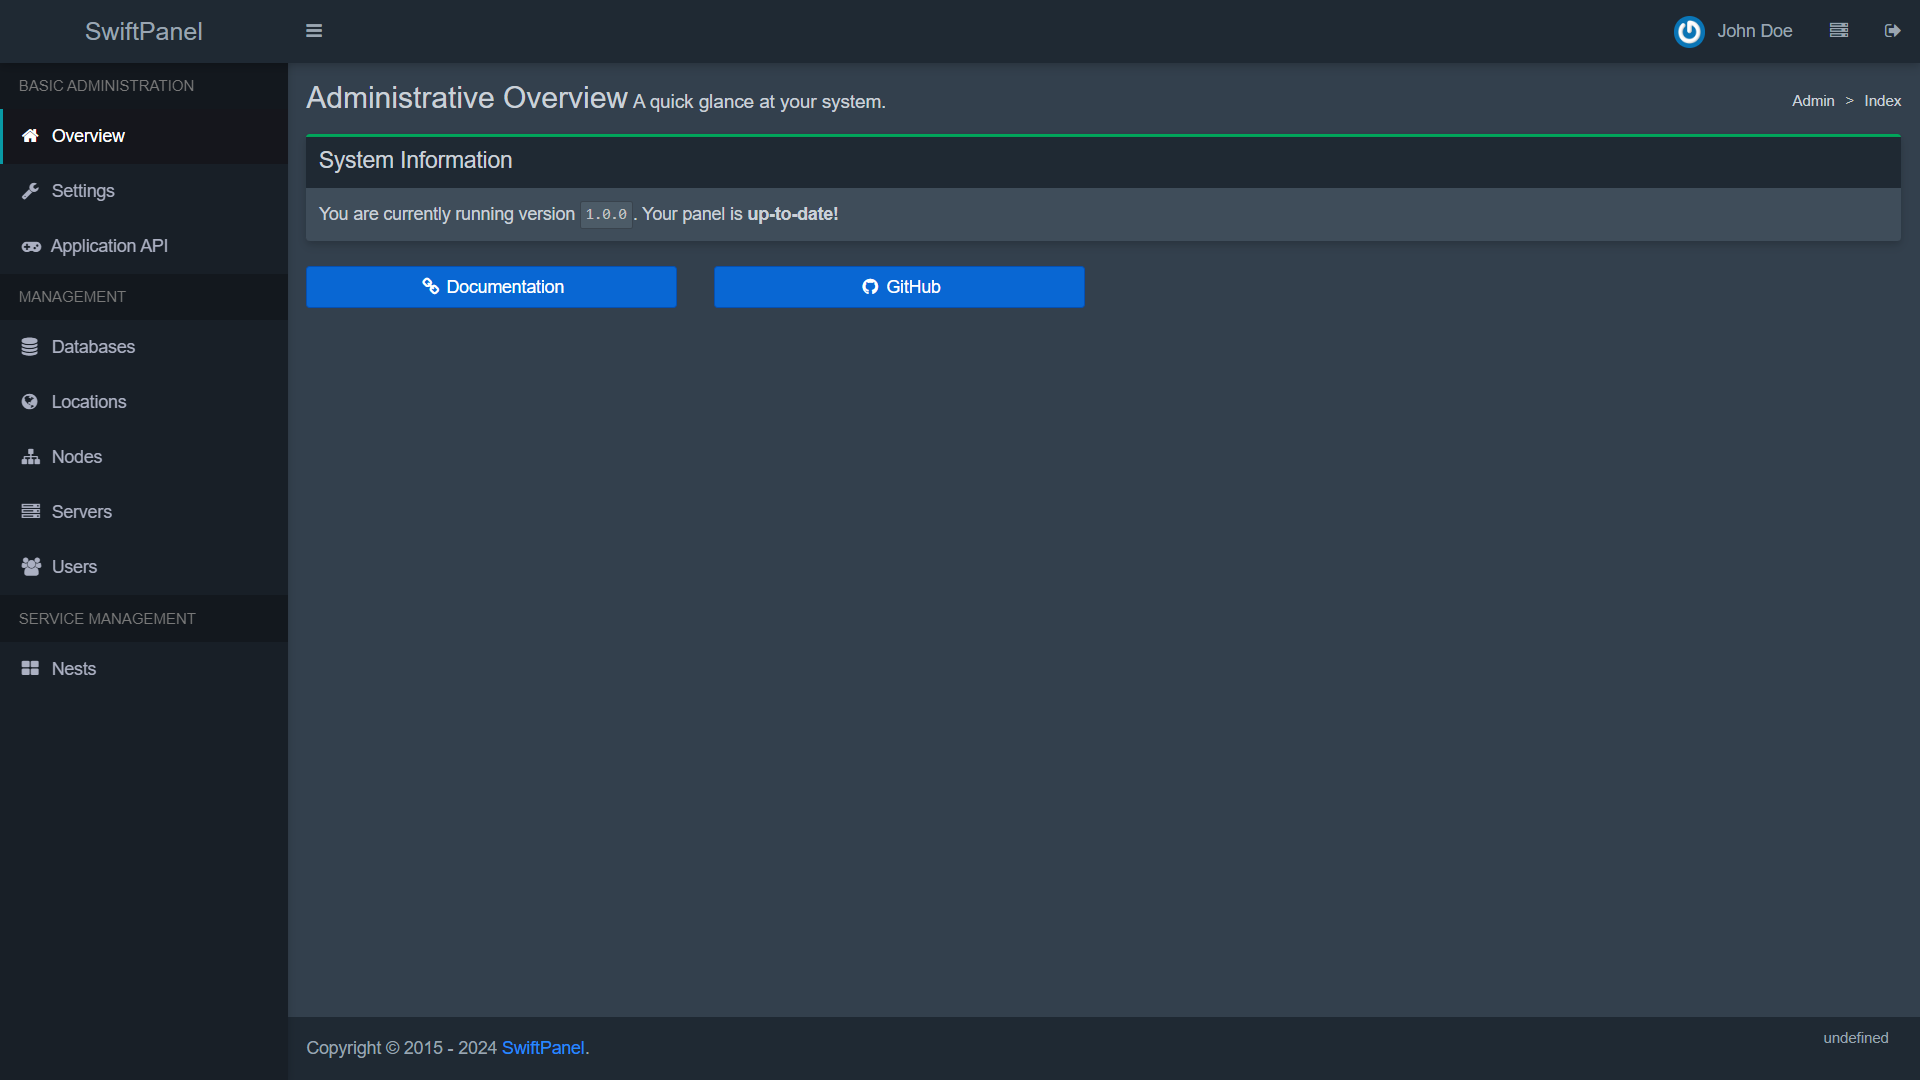 SwiftPanel
John Doe
BASIC ADMINISTRATION
Overview
Settings
Application API
MANAGEMENT
Databases
Locations
Nodes
Servers
Users
SERVICE MANAGEMENT
Nests
Administrative Overview A quick glance at your system.
Admin > Index
System Information
You are currently running version 1.0.0. Your panel is up-to-date!
Documentation
GitHub
Copyright © 2015 - 2024 SwiftPanel.
undefined